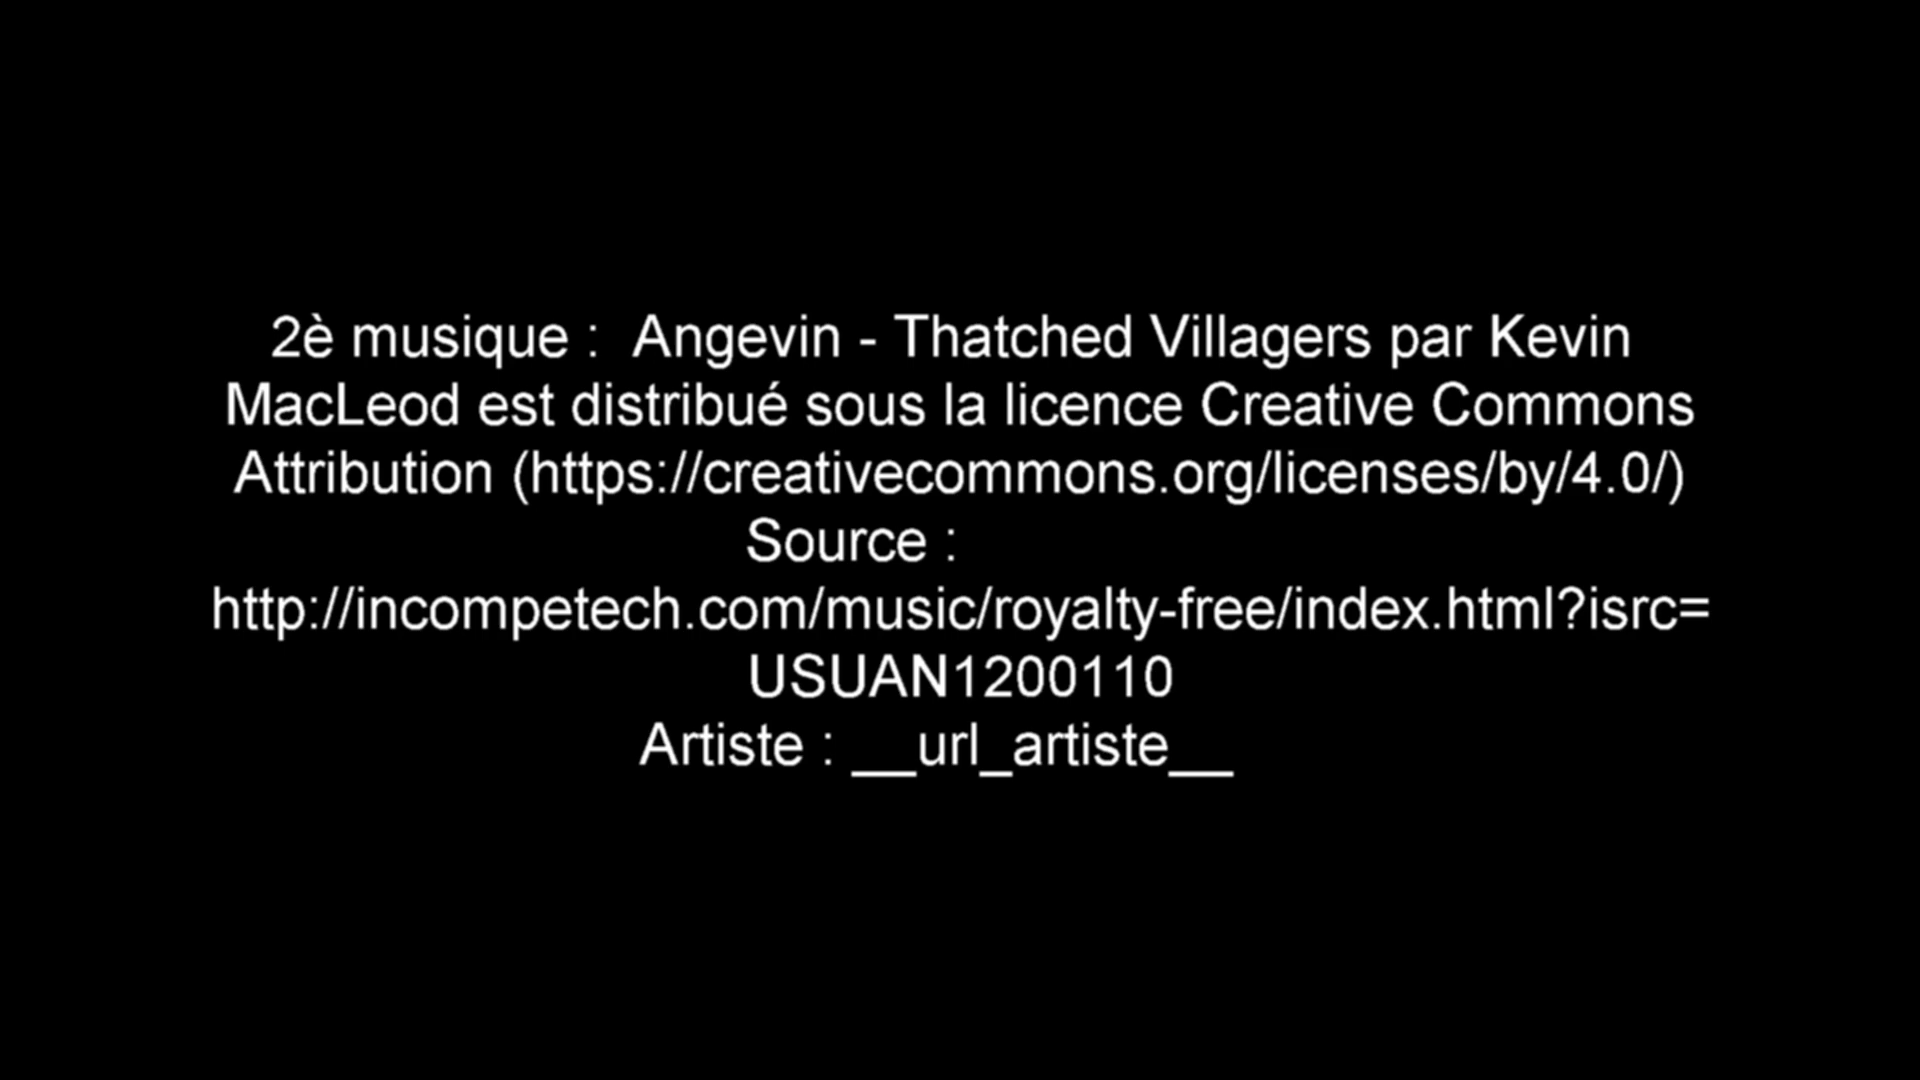 2è musique :  Angevin - Thatched Villagers par Kevin
MacLeod est distribué sous la licence Creative Commons
Attribution (https://creativecommons.org/licenses/by/4.0/)
Source :
http://incompetech.com/music/royalty-free/index.html?isrc=
USUAN1200110
Artiste : __url_artiste__